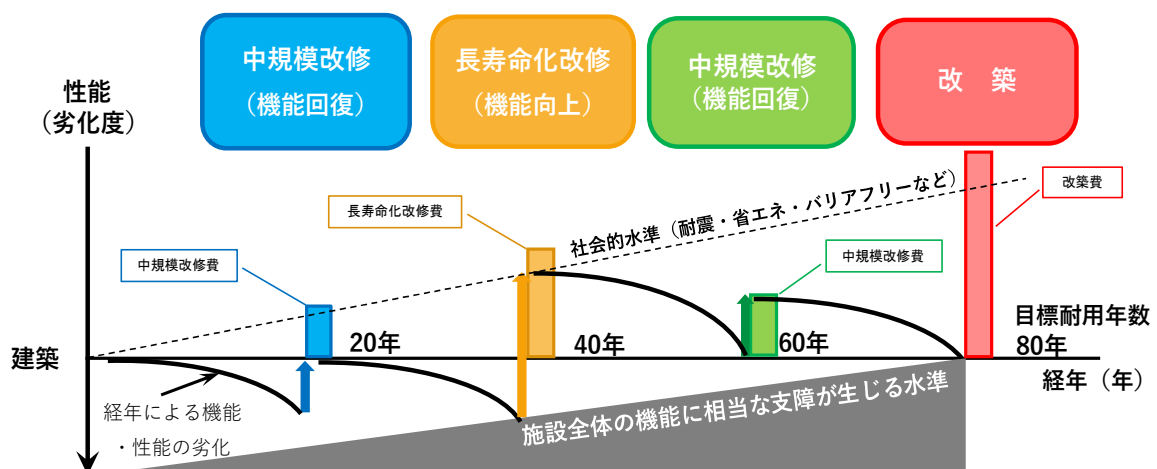 中規模改修
（機能回復）
長寿命化改修
（機能向上）
中規模改修
（機能回復）
改　築
性能
（劣化度）
改築費
長寿命化改修費
社会的水準（耐震・省エネ・バリアフリーなど）
中規模改修費
中規模改修費
建築
20年
40年
60年
目標耐用年数
80年
経年（年）
経年による機能
・性能の劣化
施設全体の機能に相当な支障が生じる水準